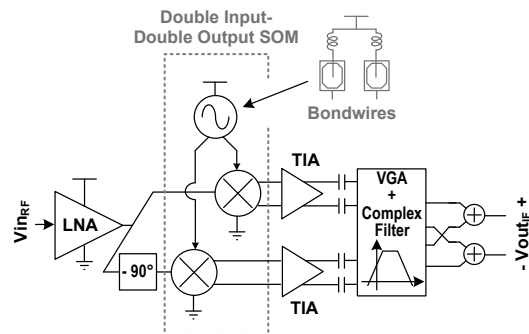 Double Input-
Double Output SOM
Bondwires
TIA
VGA
+
Complex
Filter
Vin_RF
LNA
- 90°
TIA
+
+
- Vout_IF +